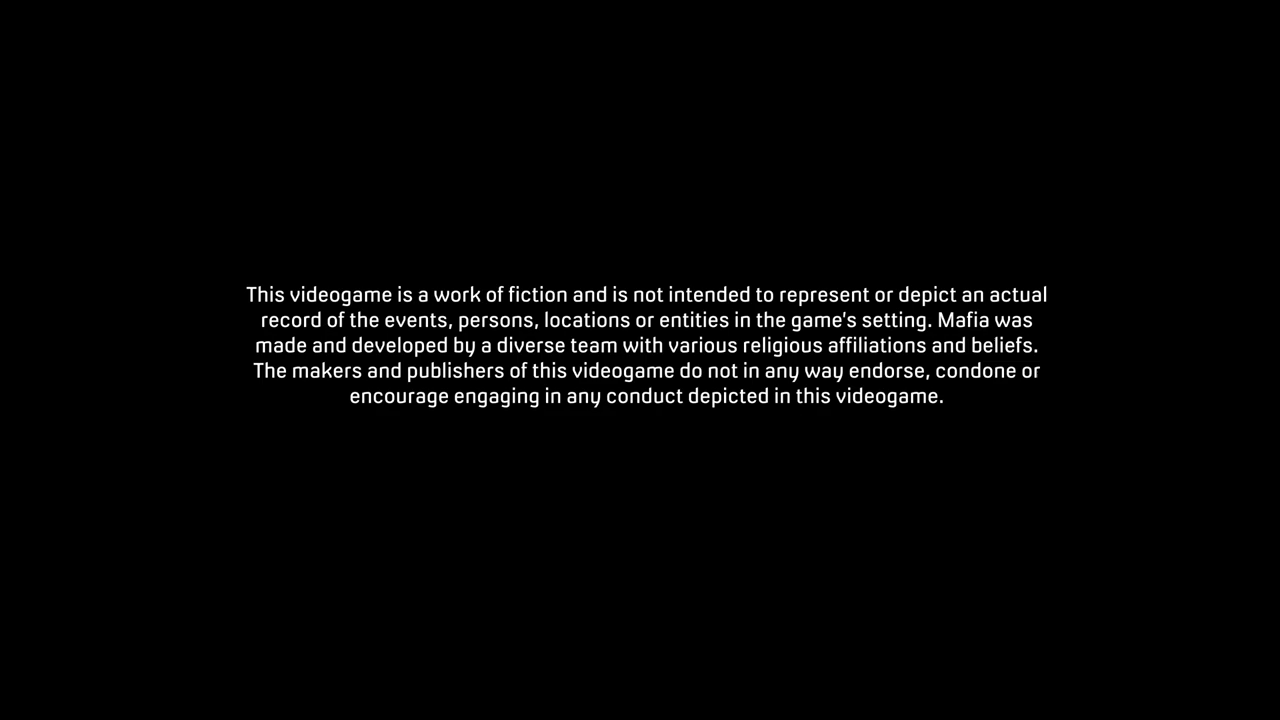 This videogame is a work of fiction and is not intended to represent or depict an actual
record of the events, persons, locations or entities in the game's setting. Mafia was
made and developed by a diverse team with various religious affiliations and beliefs.
The makers and publishers of this videogame do not in any way endorse, condone or
encourage engaging in any conduct depicted in this videogame.